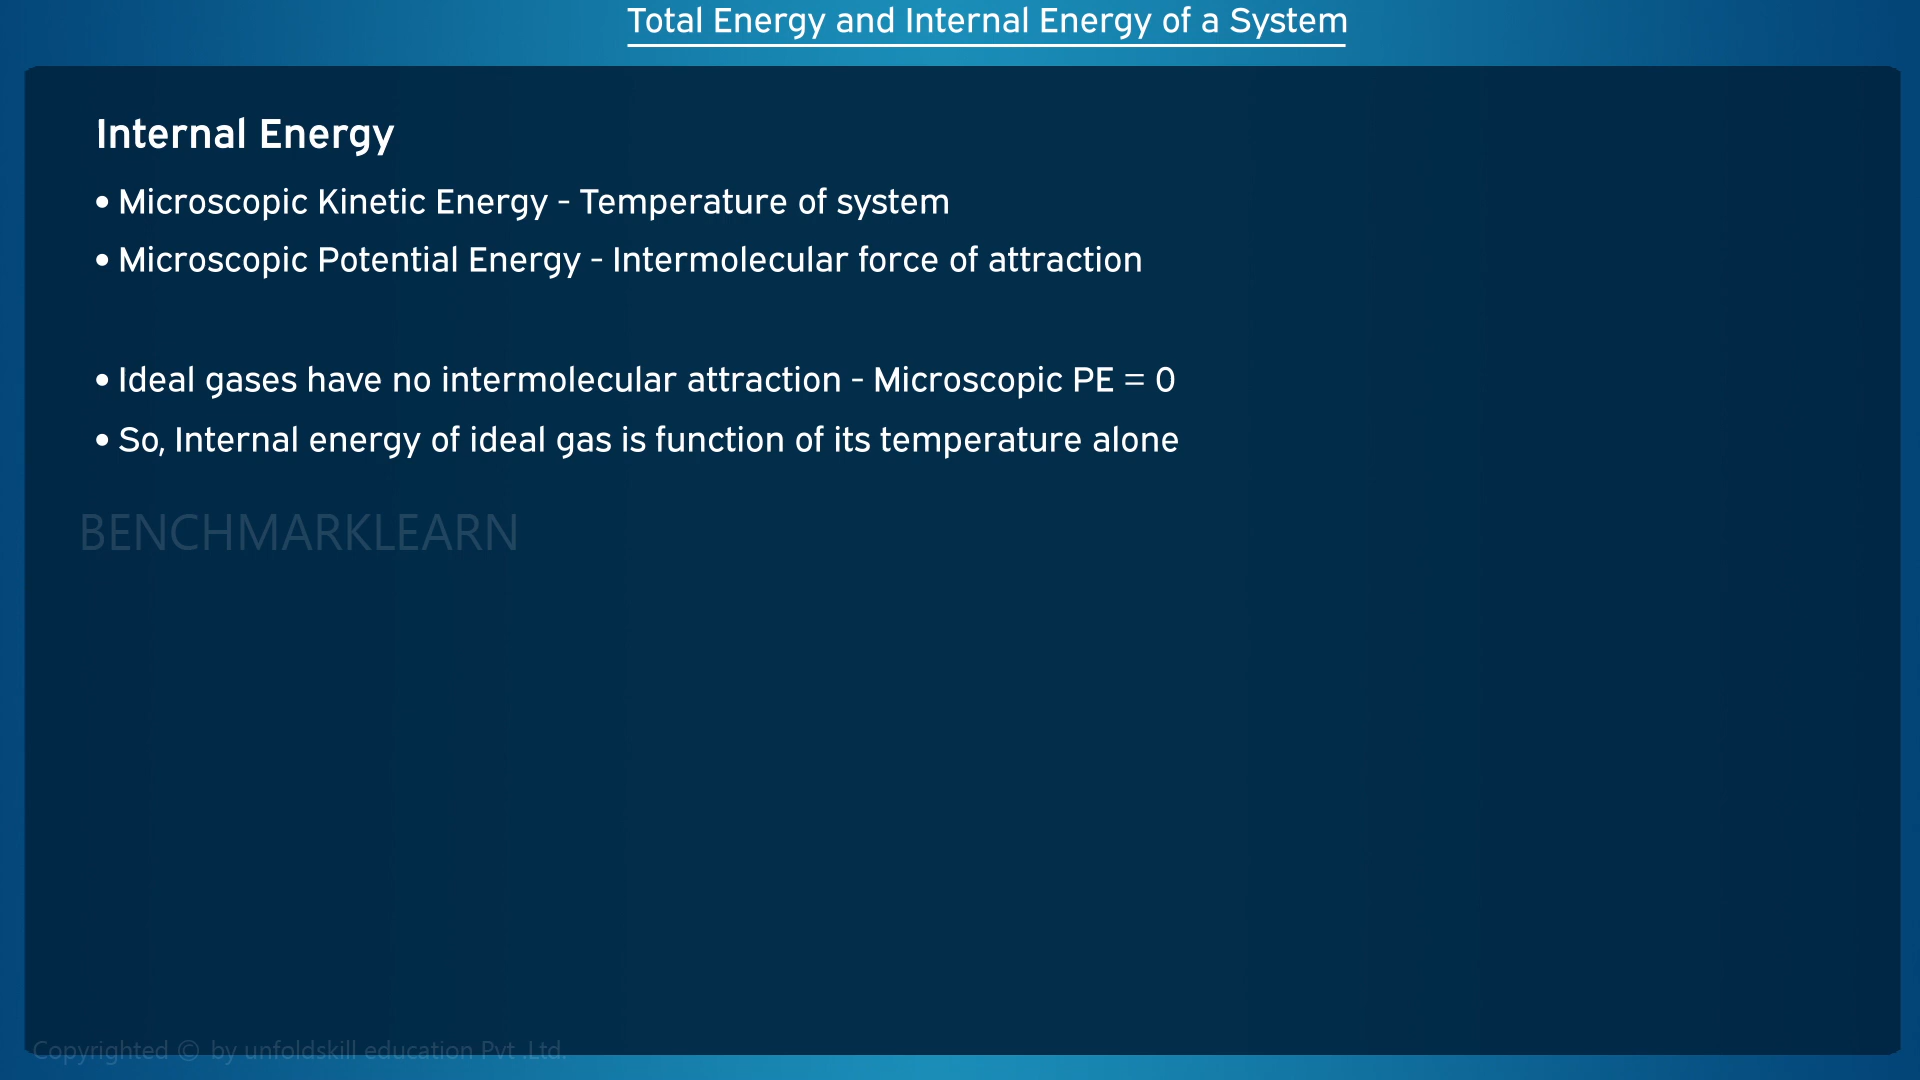 Total Energy and Internal Energy of a System
Internal Energy
• Microscopic Kinetic Energy - Temperature of system
• Microscopic Potential Energy - Intermolecular force of attraction
• Ideal gases have no intermolecular attraction - Microscopic PE = 0
• So, Internal energy of ideal gas is function of its temperature alone
BENCHMARKLEARN
Copyrighted © by unfoldskill education Pvt .Ltd.